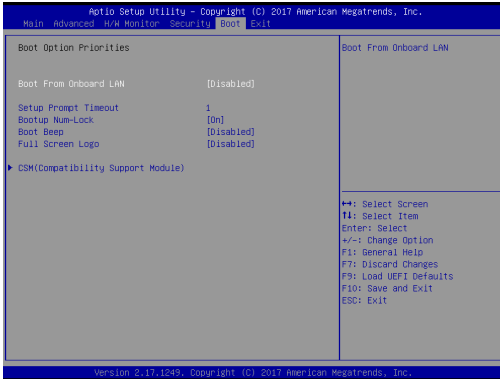 Aptio Setup Utility – Copyright (C) 2017 American Megatrends, Inc.
Main Advanced H/W Monitor Security Boot Exit
Boot Option Priorities
Boot From Onboard LAN
Boot From Onboard LAN [Disabled]
Setup Prompt Timeout 1
Bootup Num-Lock [On]
Boot Beep [Disabled]
Full Screen Logo [Disabled]
CSM(Compatibility Support Module)
↔: Select Screen
↑↓: Select Item
Enter: Select
+/-: Change Option
F1: General Help
F7: Discard Changes
F9: Load UEFI Defaults
F10: Save and Exit
ESC: Exit
Version 2.17.1249. Copyright (C) 2017 American Megatrends, Inc.